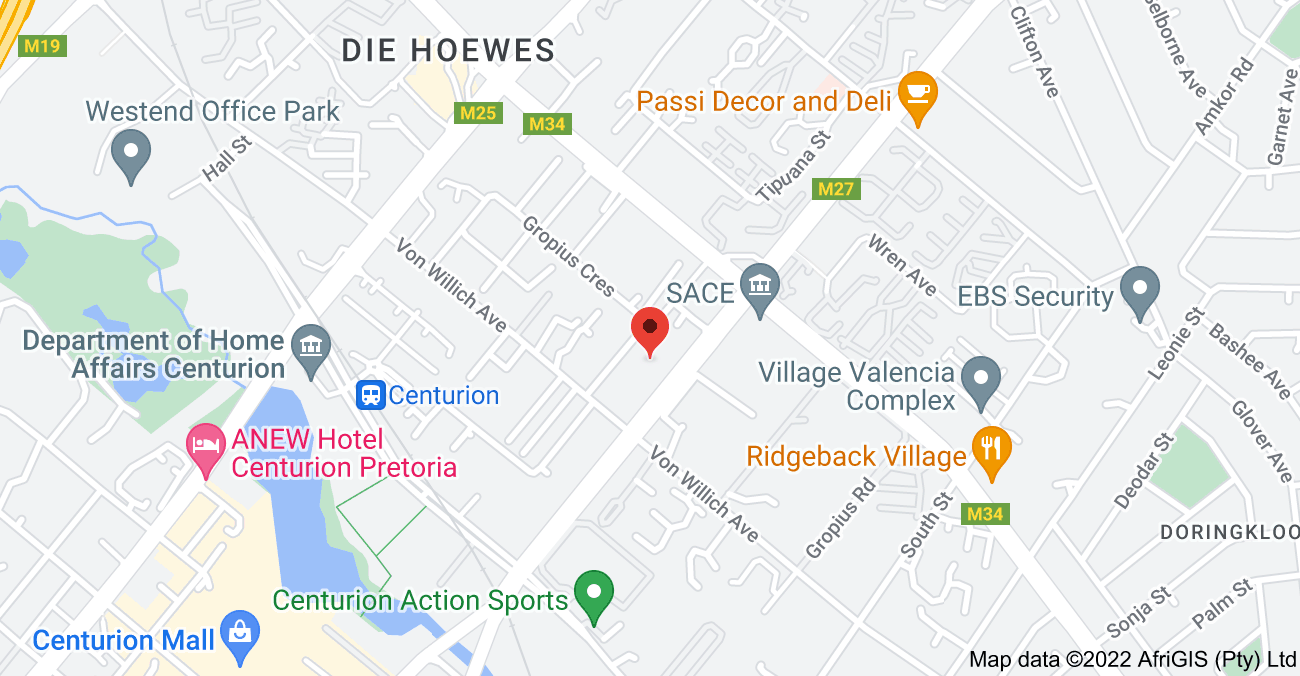 M19
DIE HOEWES
Clifton Ave
Selborne Ave
Amkor Rd
Garnet Ave
Westend Office Park
M25
M34
Passi Decor and Deli
Hall St
Tipuana St
M27
Gropius Cres
Von Willich Ave
Wren Ave
SACE
EBS Security
Leonie St
Bashee Ave
Department of Home
Affairs Centurion
Centurion
Village Valencia
Complex
Glover Ave
ANEW Hotel
Centurion Pretoria
Ridgeback Village
Deodar St
Von Willich Ave
Gropius Rd
South St
M34
DORINGKLOO
Centurion Action Sports
Sonja St
Palm St
Centurion Mall
Map data ©2022 AfriGIS (Pty) Ltd